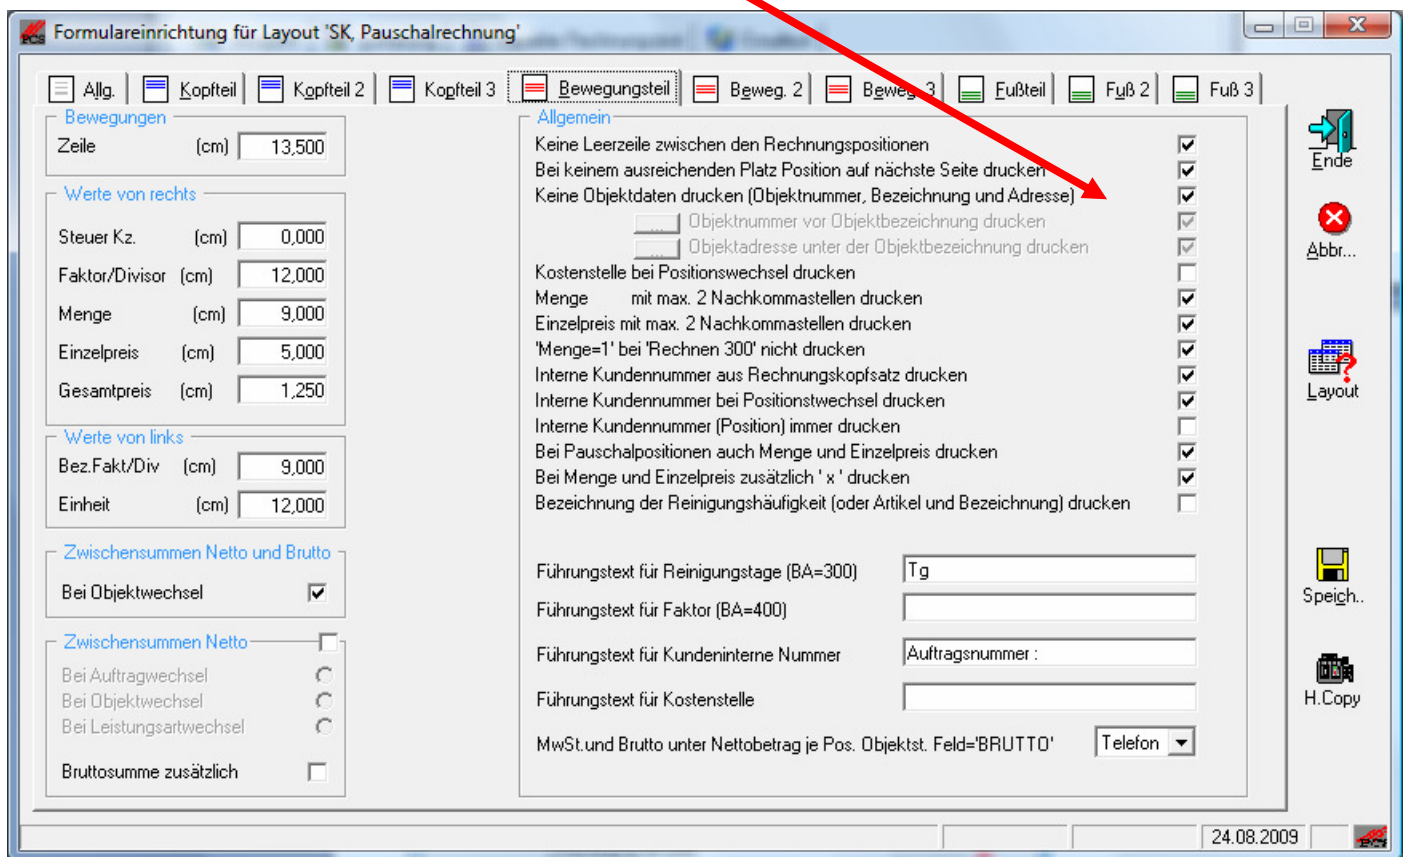 Formulareinrichtung für Layout 'SK, Pauschalrechnung'
Allg.
Kopfteil
Kopfteil 2
Kopfteil 3
Bewegungsteil
Beweg. 2
Beweg. 3
Fußteil
Fuß 2
Fuß 3
Bewegungen
Zeile (cm) 13,500
Werte von rechts
Steuer Kz. (cm) 0,000
Faktor/Divisor (cm) 12,000
Menge (cm) 9,000
Einzelpreis (cm) 5,000
Gesamtpreis (cm) 1,250
Werte von links
Bez.Fakt/Div (cm) 9,000
Einheit (cm) 12,000
Zwischensummen Netto und Brutto
Bei Objektwechsel
Zwischensummen Netto
Bei Auftragwechsel
Bei Objektwechsel
Bei Leistungsartwechsel
Bruttosumme zusätzlich
Allgemein
Keine Leerzeile zwischen den Rechnungspositionen
Bei keinem ausreichenden Platz Position auf nächste Seite drucken
Keine Objektdaten drucken (Objektnummer, Bezeichnung und Adresse)
... Objektnummer vor Objektbezeichnung drucken
... Objektadresse unter der Objektbezeichnung drucken
Kostenstelle bei Positionswechsel drucken
Menge mit max. 2 Nachkommastellen drucken
Einzelpreis mit max. 2 Nachkommastellen drucken
'Menge=1' bei 'Rechnen 300' nicht drucken
Interne Kundennummer aus Rechnungskopfsatz drucken
Interne Kundennummer bei Positionstwechsel drucken
Interne Kundennummer (Position) immer drucken
Bei Pauschalpositionen auch Menge und Einzelpreis drucken
Bei Menge und Einzelpreis zusätzlich ' x ' drucken
Bezeichnung der Reinigungshäufigkeit (oder Artikel und Bezeichnung) drucken
Führungstext für Reinigungstage (BA=300) Tg
Führungstext für Faktor (BA=400)
Führungstext für Kundeninterne Nummer Auftragsnummer :
Führungstext für Kostenstelle
MwSt.und Brutto unter Nettobetrag je Pos. Objektst. Feld='BRUTTO' Telefon
Ende
Abbr...
Layout
Speich..
H.Copy
24.08.2009